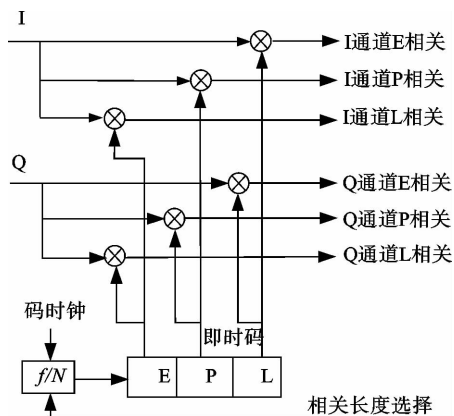 I
I通道E相关
I通道P相关
I通道L相关
Q
Q通道E相关
Q通道P相关
Q通道L相关
码时钟
即时码
f/N
E P L
相关长度选择